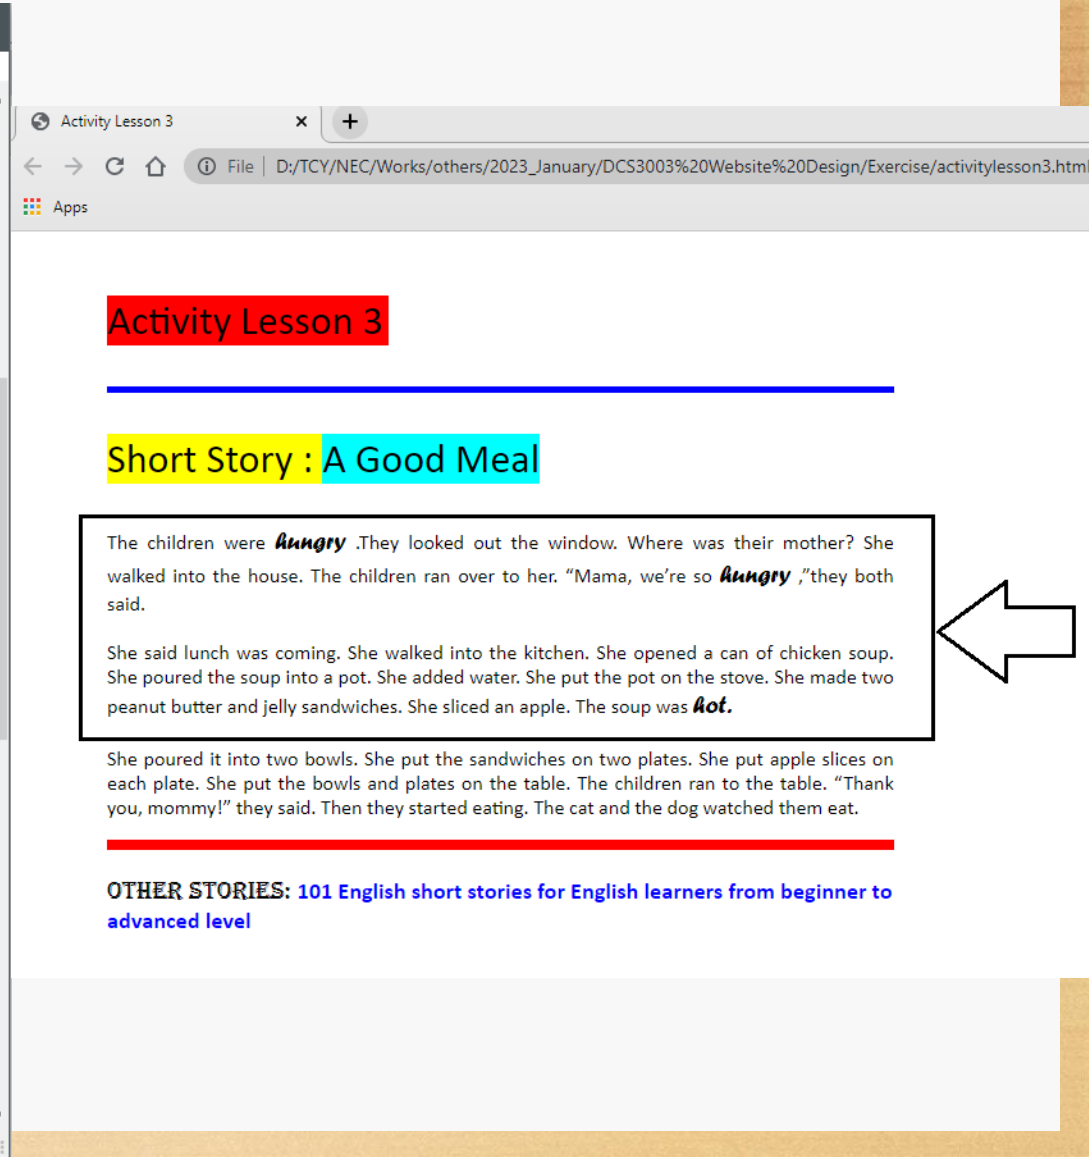 Activity Lesson 3
File | D:/TCY/NEC/Works/others/2023_January/DCS3003%20Website%20Design/Exercise/activitylesson3.html
Apps
Activity Lesson 3
Short Story : A Good Meal
The children were hungry .They looked out the window. Where was their mother? She
walked into the house. The children ran over to her. “Mama, we’re so hungry ,”they both
said.
She said lunch was coming. She walked into the kitchen. She opened a can of chicken soup.
She poured the soup into a pot. She added water. She put the pot on the stove. She made two
peanut butter and jelly sandwiches. She sliced an apple. The soup was hot.
She poured it into two bowls. She put the sandwiches on two plates. She put apple slices on
each plate. She put the bowls and plates on the table. The children ran to the table. “Thank
you, mommy!” they said. Then they started eating. The cat and the dog watched them eat.
OTHER STORIES: 101 English short stories for English learners from beginner to
advanced level